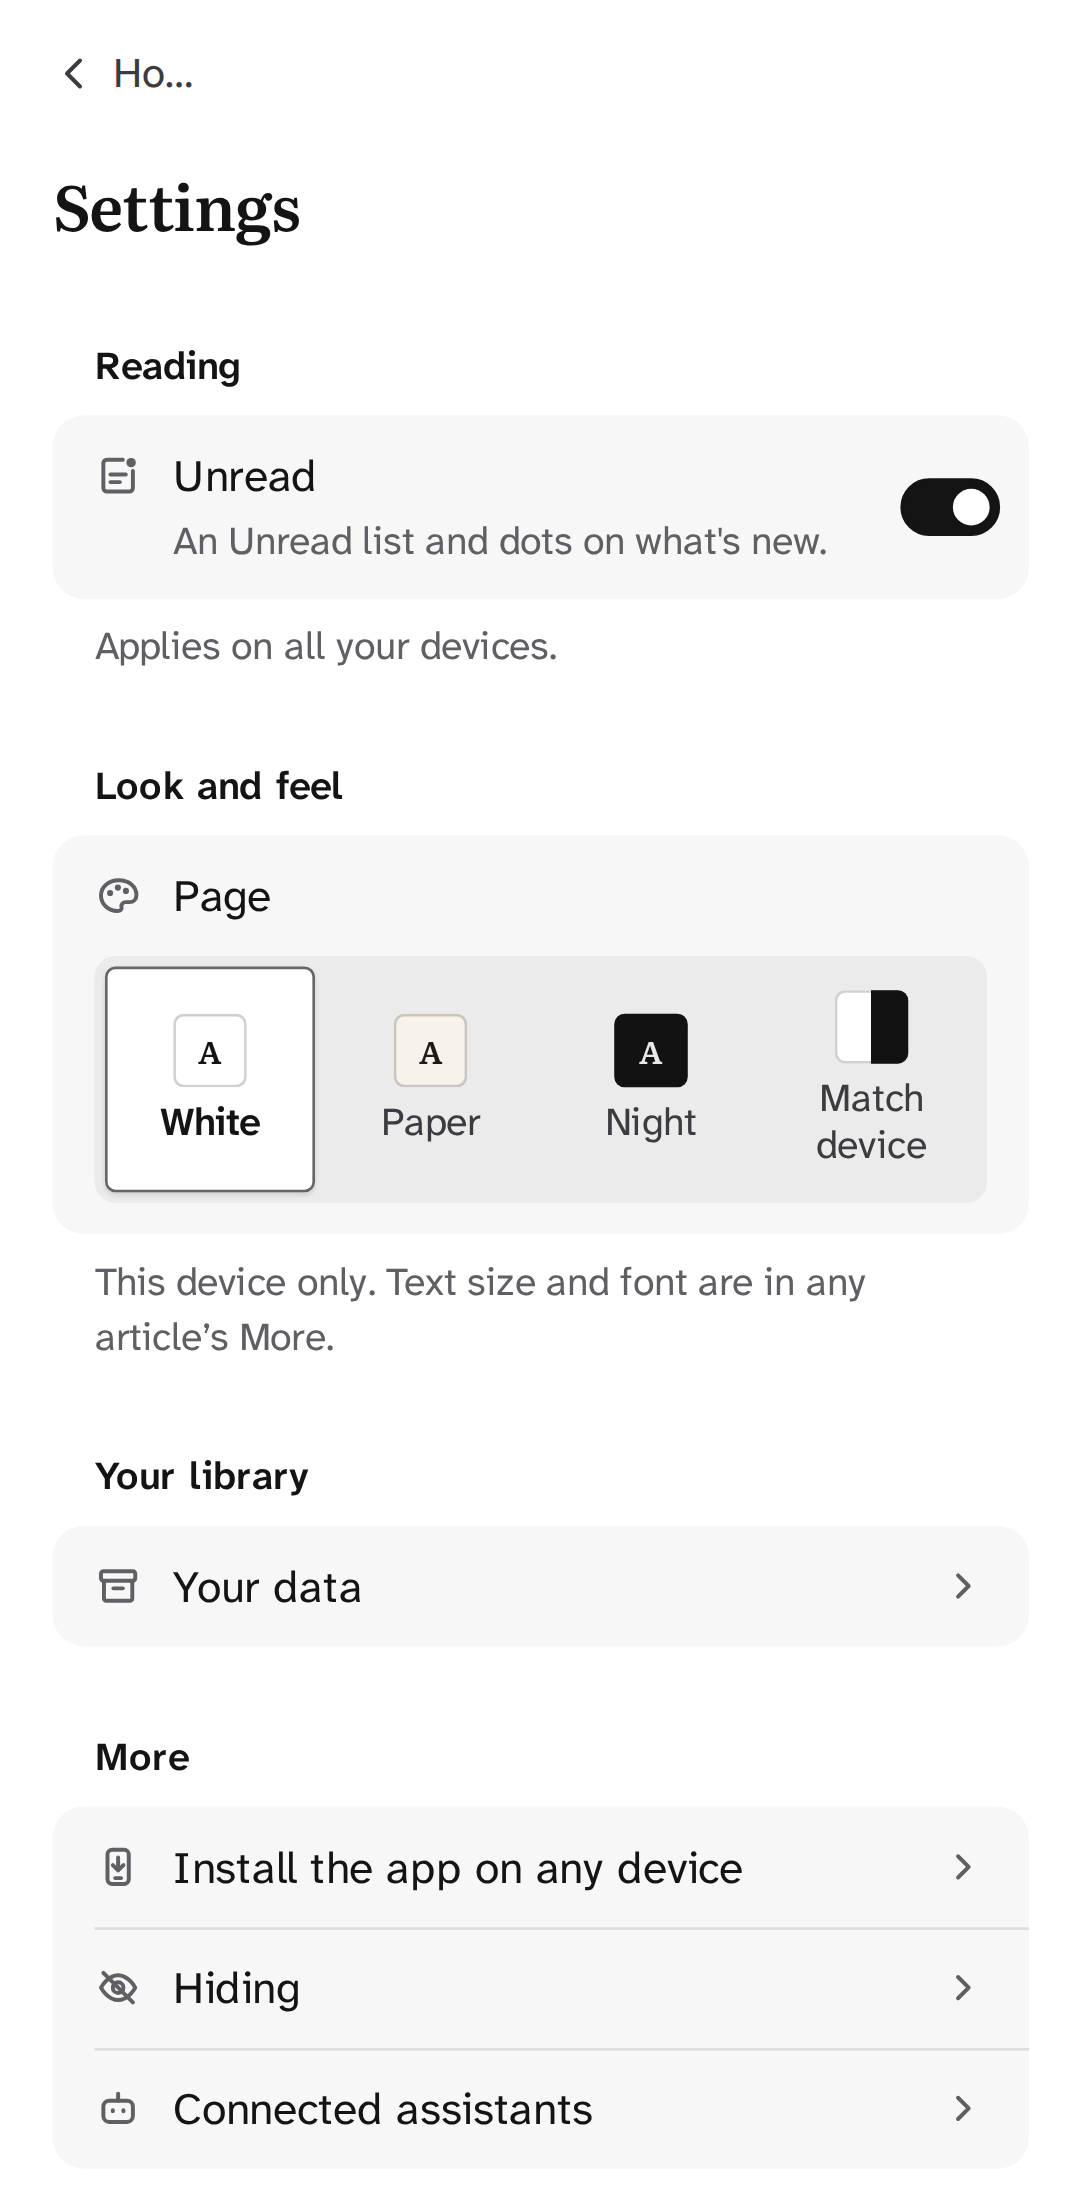 Ho...
Settings
Reading
Unread
An Unread list and dots on what's new.
Applies on all your devices.
Look and feel
Page
A
A
A
White
Paper
Night
Match
device
This device only. Text size and font are in any
article’s More.
Your library
Your data
More
Install the app on any device
Hiding
Connected assistants